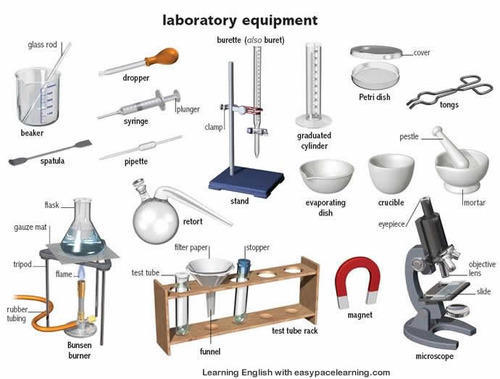 laboratory equipment
glass rod
beaker
dropper
syringe
plunger
burette (also buret)
clamp
stand
graduated
cylinder
cover
Petri dish
tongs
spatula
pipette
retort
evaporating
dish
crucible
pestle
mortar
flask
gauze mat
tripod
flame
rubber
tubing
Bunsen
burner
filter paper
stopper
test tube
funnel
test tube rack
magnet
eyepiece
objective
lens
slide
microscope
Learning English with easypacelearning.com